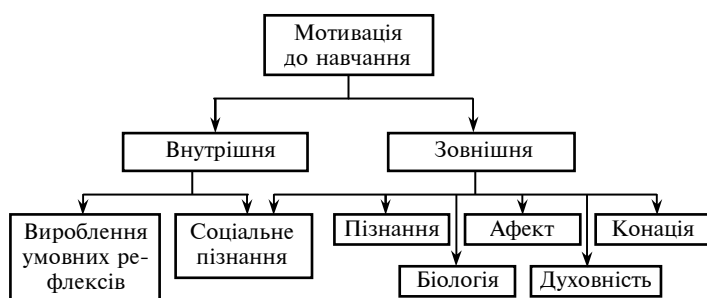 Мотивація
до навчання
Внутрішня
Зовнішня
Вироблення
умовних ре-
флексів
Соціальне
пізнання
Пізнання
Афект
Конація
Біологія
Духовність